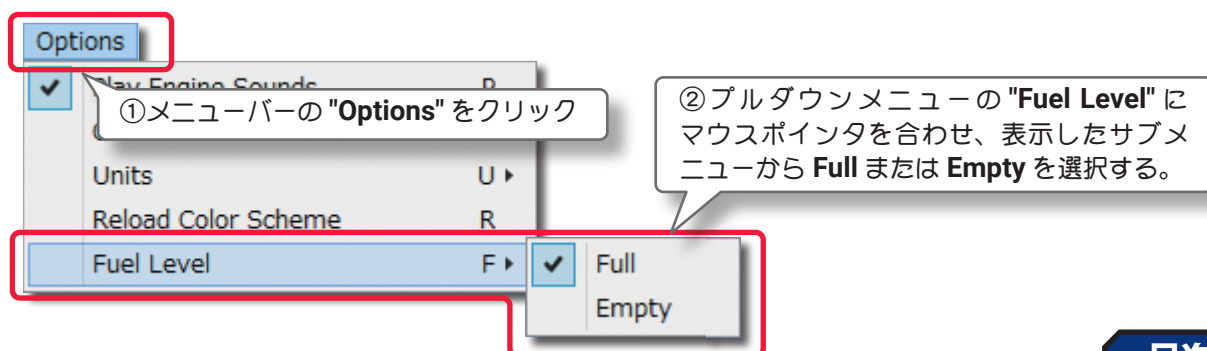 Options
Play Engine Sounds P
①メニューバーの "Options" をクリック
②プルダウンメニューの "Fuel Level" に
マウスポインタを合わせ、表示したサブメ
ニューから Full または Empty を選択する。
Units U
Reload Color Scheme R
Fuel Level F
Full
Empty